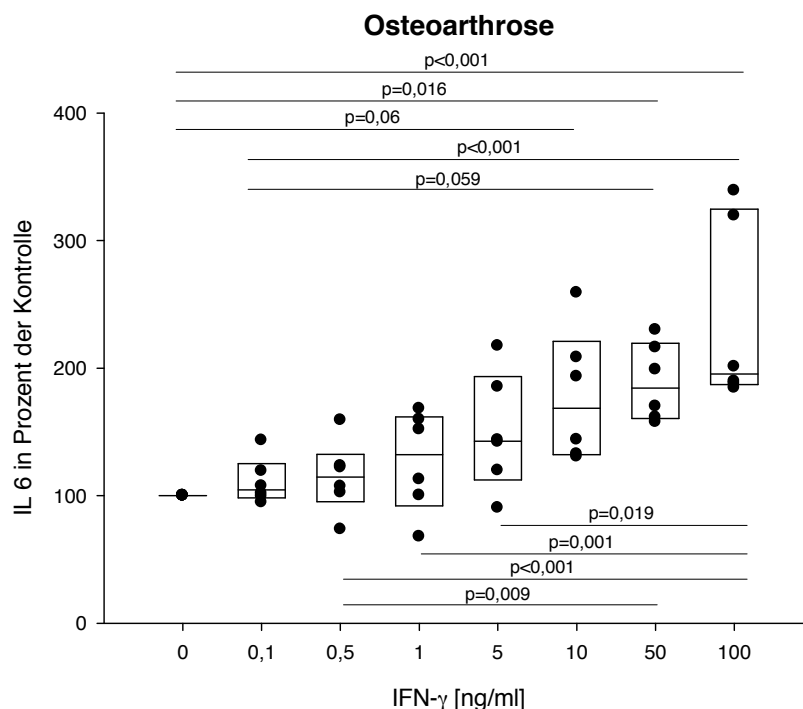 Osteoarthrose
p<0,001
p=0,016
p=0,06
p<0,001
p=0,059
400
300
200
100
0
IL 6 in Prozent der Kontrolle
p=0,019
p=0,001
p<0,001
p=0,009
0 0,1 0,5 1 5 10 50 100
IFN-γ [ng/ml]